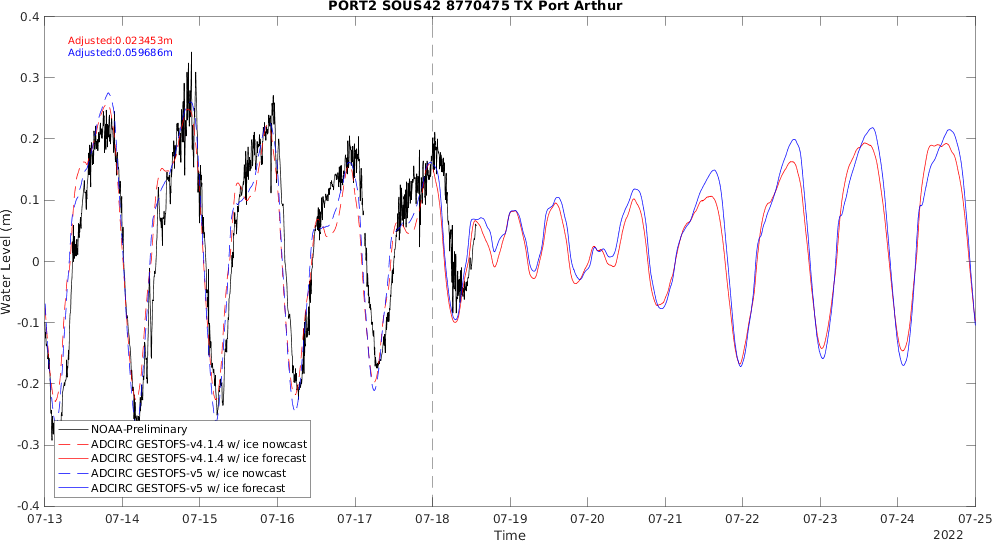 PORT2 SOUS42 8770475 TX Port Arthur
Adjusted:0.023453m
Adjusted:0.059686m
Water Level (m)
0.4
0.3
0.2
0.1
0
-0.1
-0.2
-0.3
-0.4
NOAA-Preliminary
ADCIRC GESTOFS-v4.1.4 w/ ice nowcast
ADCIRC GESTOFS-v4.1.4 w/ ice forecast
ADCIRC GESTOFS-v5 w/ ice nowcast
ADCIRC GESTOFS-v5 w/ ice forecast
07-13 07-14 07-15 07-16 07-17 07-18 07-19 07-20 07-21 07-22 07-23 07-24 07-25
Time
2022